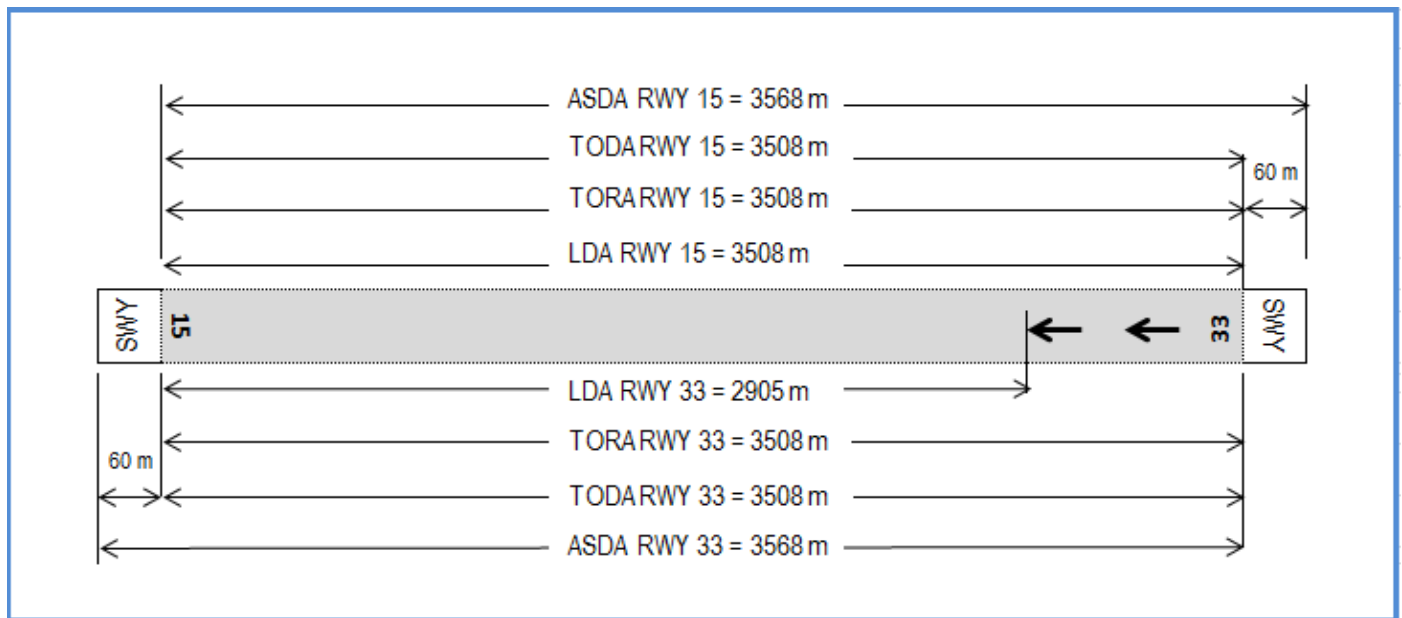 ASDA RWY 15 = 3568 m
TODA RWY 15 = 3508 m
60 m
TORA RWY 15 = 3508 m
LDA RWY 15 = 3508 m
SWY
15
33
SWY
LDA RWY 33 = 2905 m
TORA RWY 33 = 3508 m
60 m
TODA RWY 33 = 3508 m
ASDA RWY 33 = 3568 m